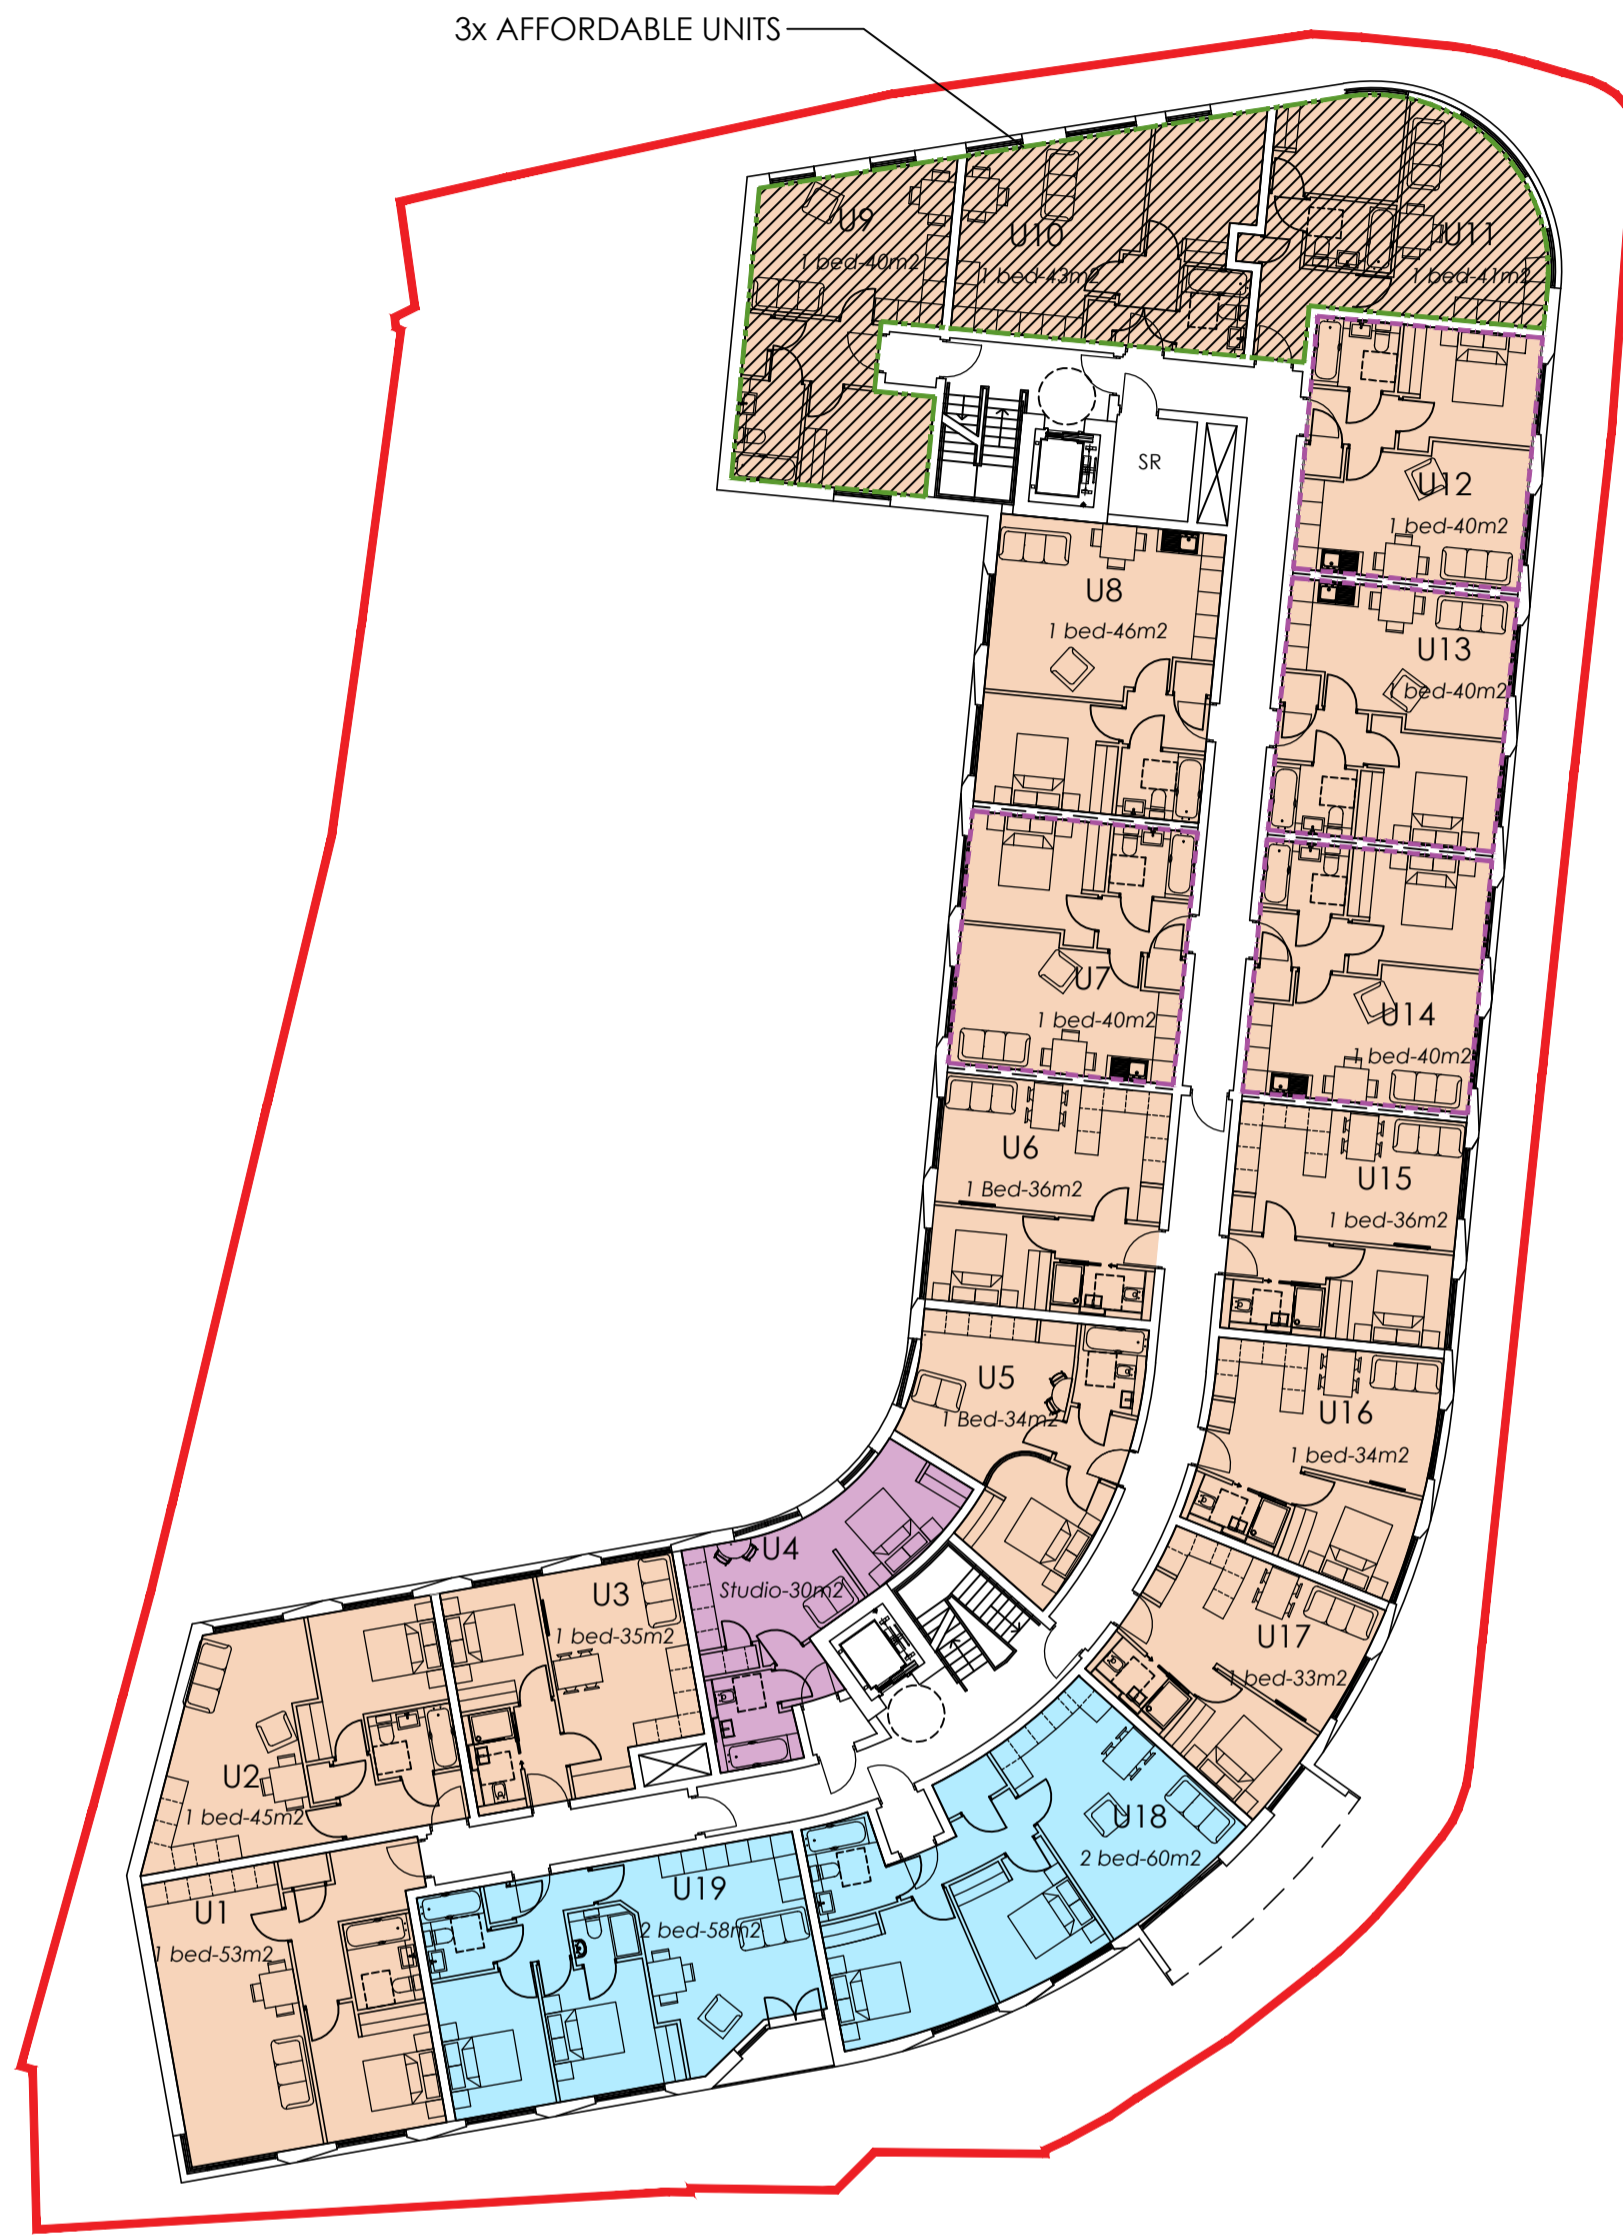 3x AFFORDABLE UNITS
U9
1 bed-40m2
U10
1 bed-43m2
U11
1 bed-41m2
SR
U12
1 bed-40m2
U8
1 bed-46m2
U13
1 bed-40m2
U7
1 bed-40m2
U14
1 bed-40m2
U6
1 Bed-36m2
U15
1 bed-36m2
U5
1 Bed-34m2
U16
1 bed-34m2
U4
Studio-30m2
U3
1 bed-35m2
U17
1 bed-33m2
U2
1 bed-45m2
U18
2 bed-60m2
U19
2 bed-58m2
U1
1 bed-53m2